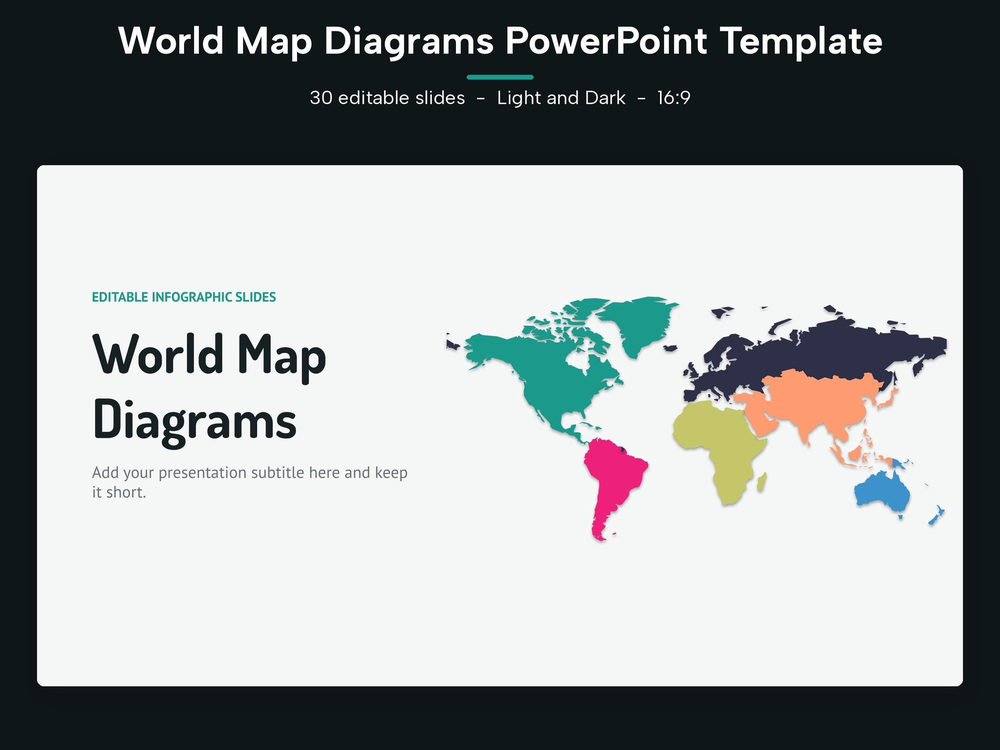 World Map Diagrams PowerPoint Template
30 editable slides - Light and Dark - 16:9
EDITABLE INFOGRAPHIC SLIDES
World Map
Diagrams
Add your presentation subtitle here and keep
it short.